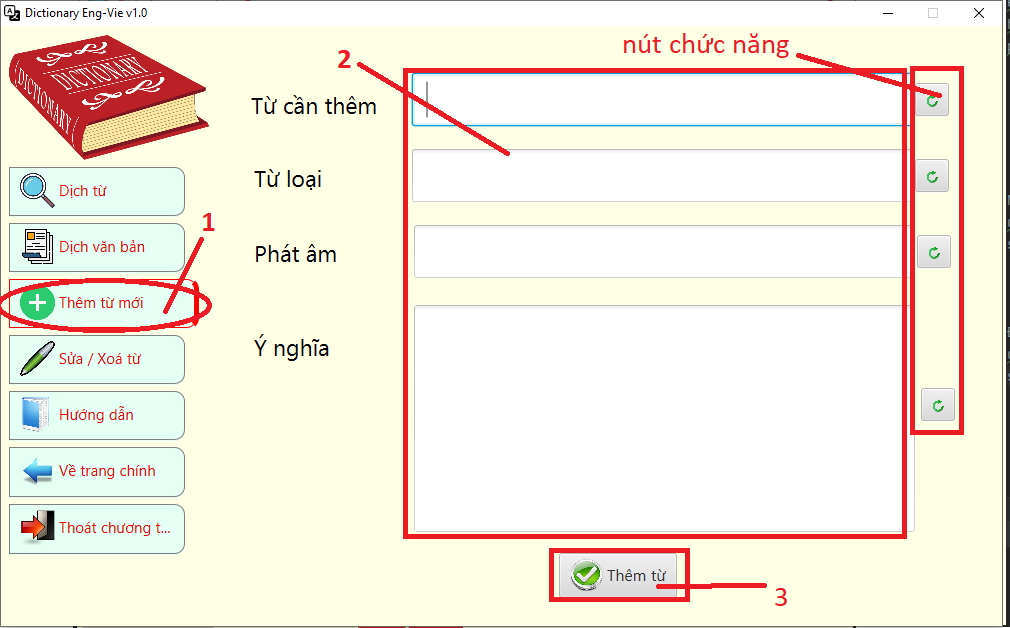 Dictionary Eng-Vie v1.0
DICTIONARY
DICTIONARY
DICTIONARY
Dịch từ
Dịch văn bản
Thêm từ mới
Sửa / Xoá từ
Hướng dẫn
Về trang chính
Thoát chương t...
1
2
nút chức năng
Từ cần thêm
Từ loại
Phát âm
Ý nghĩa
Thêm từ
3